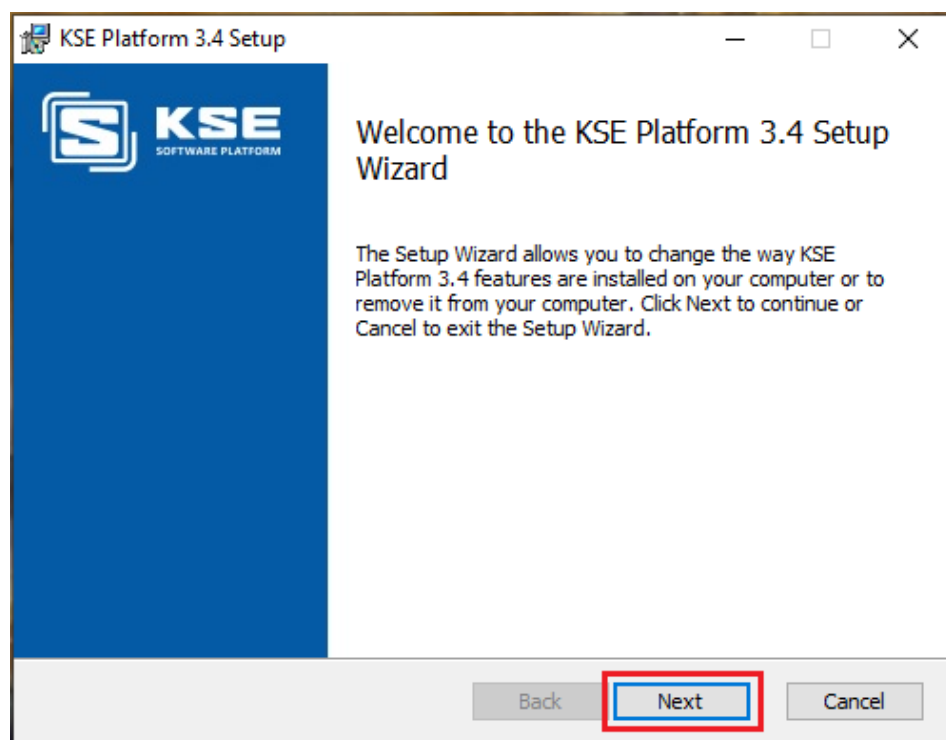 KSE Platform 3.4 Setup
KSE
SOFTWARE PLATFORM
Welcome to the KSE Platform 3.4 Setup
Wizard
The Setup Wizard allows you to change the way KSE
Platform 3.4 features are installed on your computer or to
remove it from your computer. Click Next to continue or
Cancel to exit the Setup Wizard.
Back
Next
Cancel